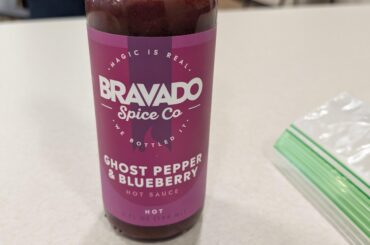 MAGIC IS REAL
BRAVADO
Spice Co
WE BOTTLED IT
GHOST PEPPER
& BLUEBERRY
HOT SAUCE
HOT